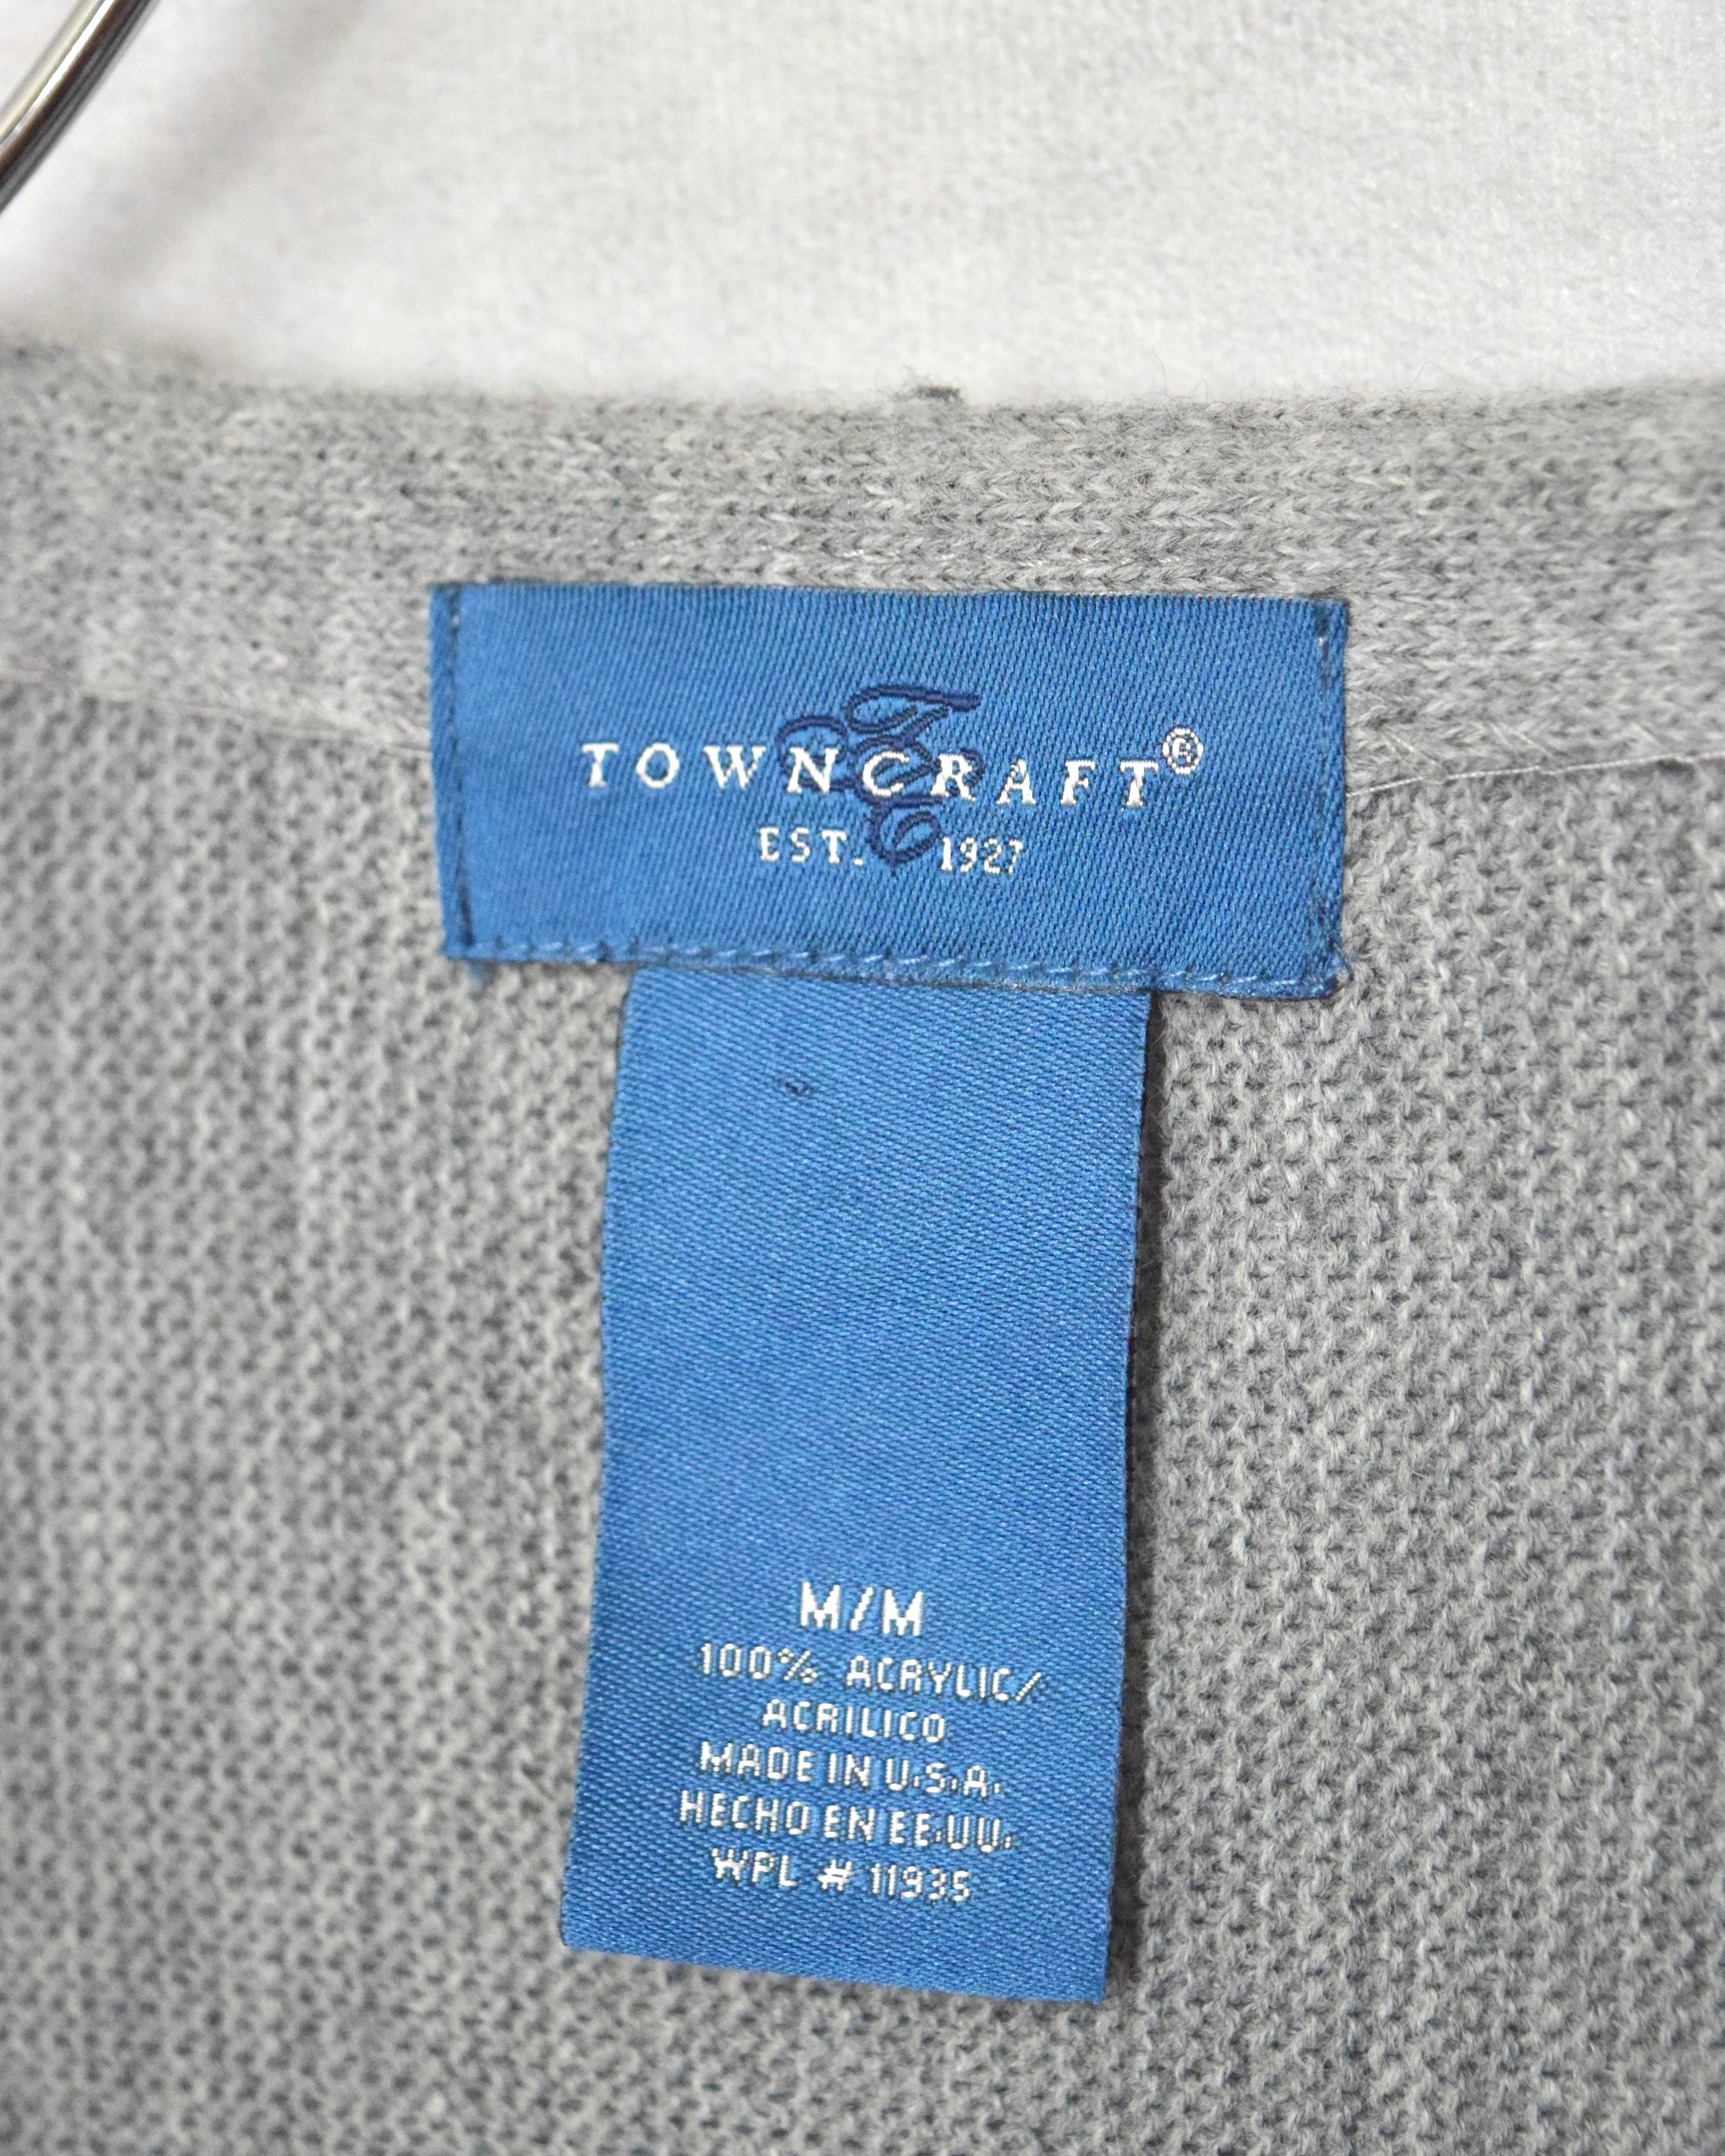 TOWNCRAFT®
EST. 1927
M/M
100% ACRYLIC/
ACRILICO
MADE IN U.S.A.
HECHO EN EE.UU.
WPL # 11935